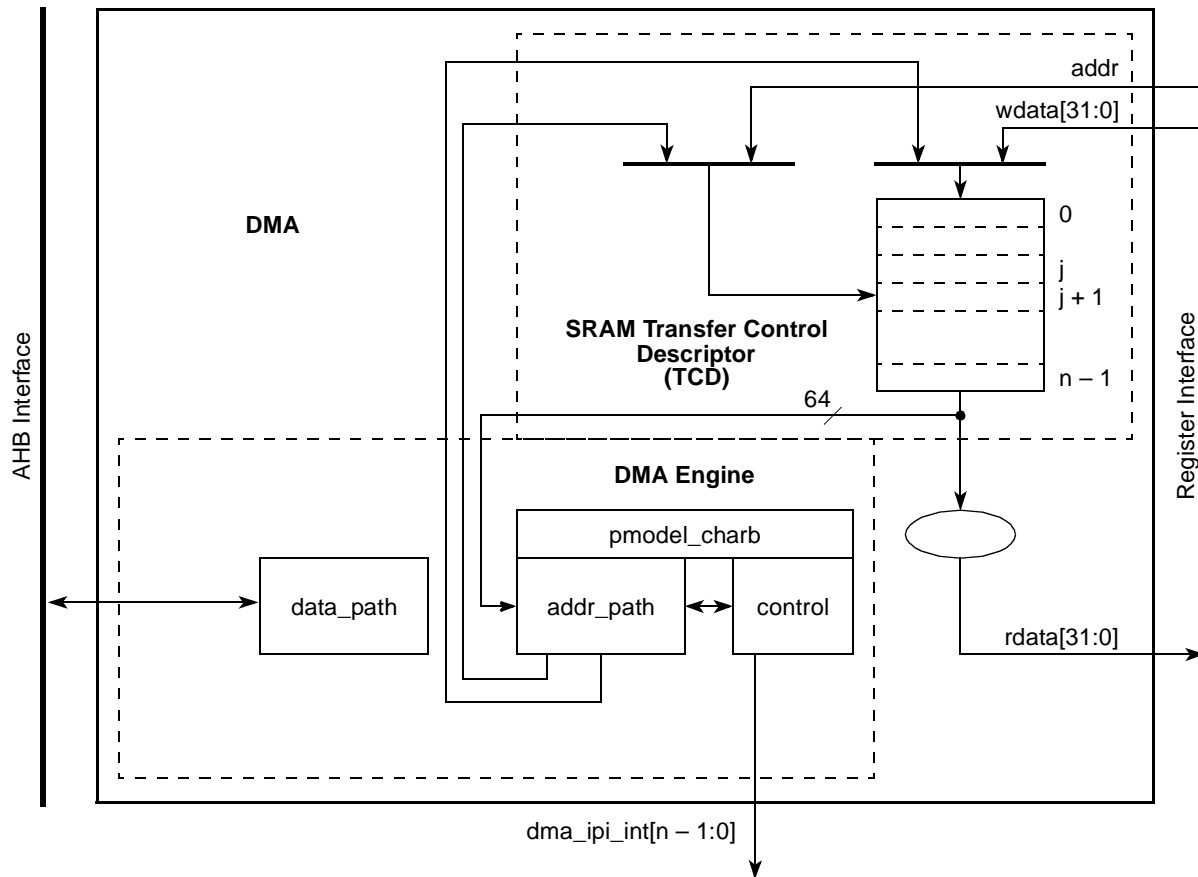 addr
wdata[31:0]
DMA
0
j
j + 1
n – 1
SRAM Transfer Control
Descriptor
(TCD)
64
AHB Interface
Register Interface
DMA Engine
pmodel_charb
data_path
addr_path
control
rdata[31:0]
dma_ipi_int[n – 1:0]